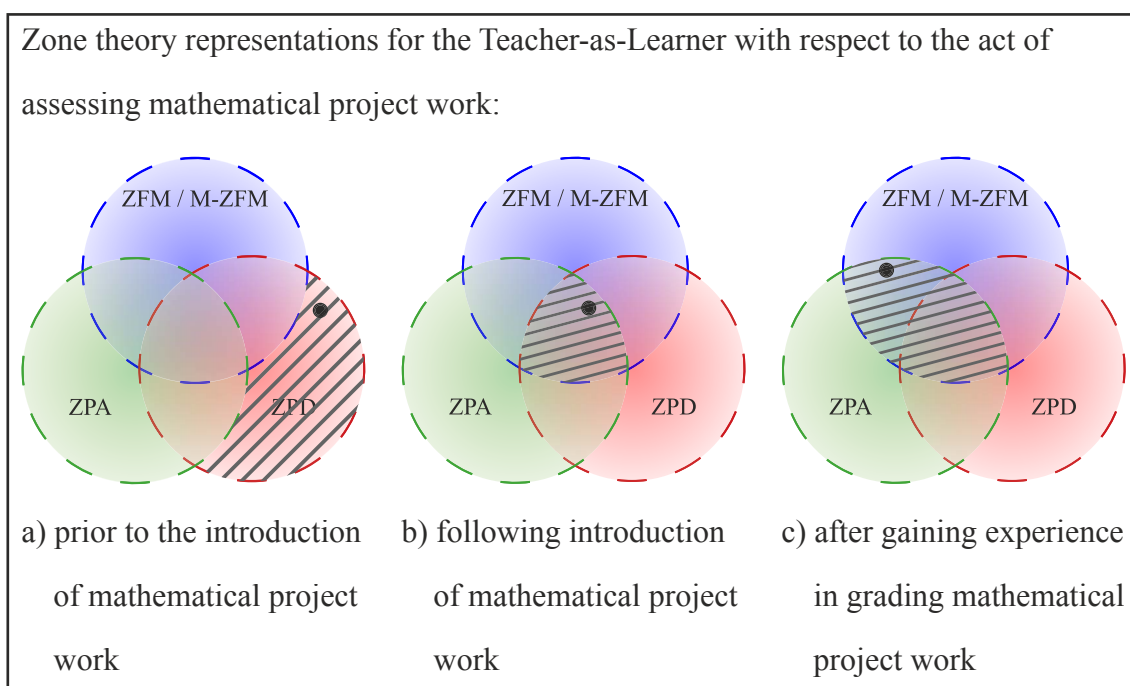 Zone theory representations for the Teacher-as-Learner with respect to the act of
assessing mathematical project work:
ZFM / M-ZFM
ZPA
ZPD
ZFM / M-ZFM
ZPA
ZPD
ZFM / M-ZFM
ZPA
ZPD
a) prior to the introduction
of mathematical project
work
b) following introduction
of mathematical project
work
c) after gaining experience
in grading mathematical
project work